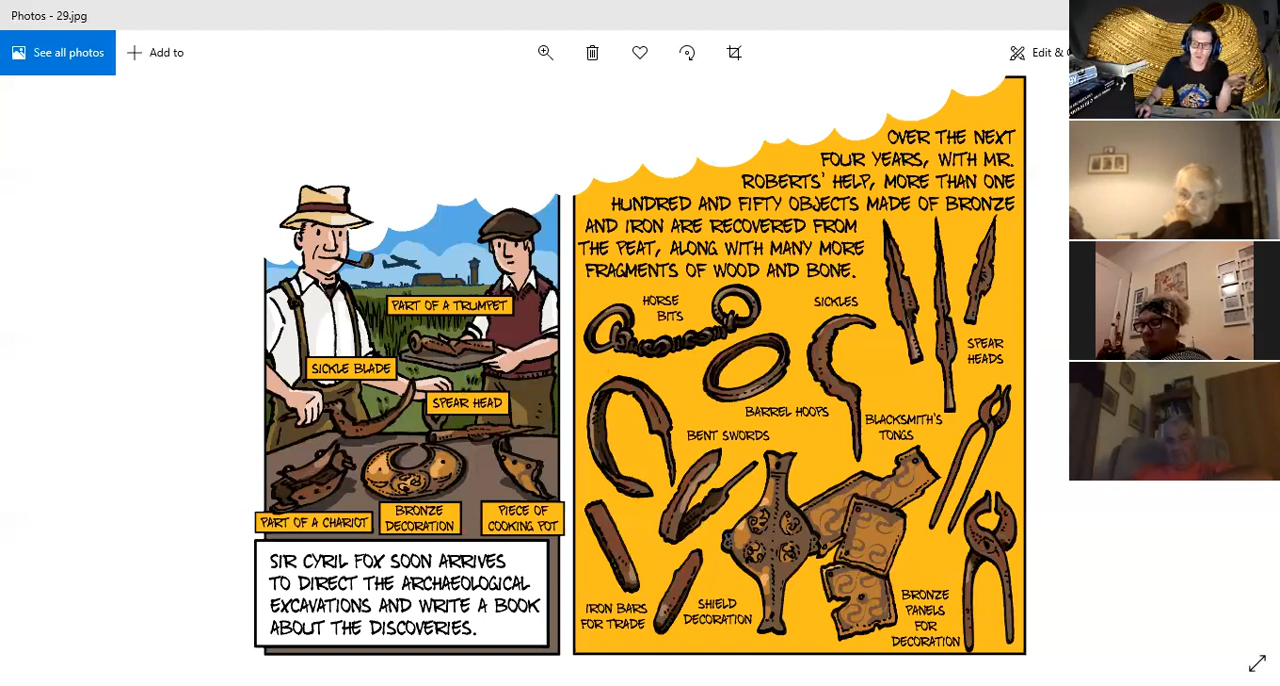 Photos - 29.jpg
See all photos
Add to
Edit &
PART OF A TRUMPET
SICKLE BLADE
SPEAR HEAD
PART OF A CHARIOT
BRONZE
DECORATION
PIECE OF
COOKING POT
SIR CYRIL FOX SOON ARRIVES
TO DIRECT THE ARCHAEOLOGICAL
EXCAVATIONS AND WRITE A BOOK
ABOUT THE DISCOVERIES.
OVER THE NEXT
FOUR YEARS, WITH MR.
ROBERTS' HELP, MORE THAN ONE
HUNDRED AND FIFTY OBJECTS MADE OF BRONZE
AND IRON ARE RECOVERED FROM
THE PEAT, ALONG WITH MANY MORE
FRAGMENTS OF WOOD AND BONE.
HORSE
BITS
SICKLES
SPEAR
HEADS
BARREL HOOPS
BLACKSMITH'S
TONGS
BENT SWORDS
IRON BARS
FOR TRADE
SHIELD
DECORATION
BRONZE
PANELS
FOR
DECORATION